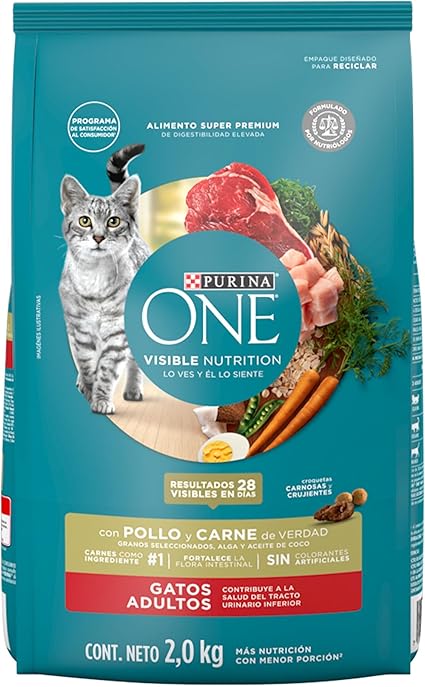 EMPAQUE DISEÑADO
PARA RECICLAR
PROGRAMA
DE SATISFACCIÓN
AL CONSUMIDOR¹
ALIMENTO SUPER PREMIUM
DE DIGESTIBILIDAD ELEVADA
FORMULADO
POR NUTRIÓLOGOS
IMÁGENES ILUSTRATIVAS
PURINA
ONE
VISIBLE NUTRITION
LO VES Y ÉL LO SIENTE
RESULTADOS 28
VISIBLES EN DÍAS
croquetas
CARNOSAS y
CRUJIENTES
con POLLO y CARNE de VERDAD
GRANOS SELECCIONADOS, ALGA Y ACEITE DE COCO
CARNES COMO
INGREDIENTE #1
FORTALECE LA
FLORA INTESTINAL
SIN COLORANTES
ARTIFICIALES
GATOS
ADULTOS
CONTRIBUYE A LA
SALUD DEL TRACTO
URINARIO INFERIOR
CONT. NETO 2,0 kg
MÁS NUTRICIÓN
CON MENOR PORCIÓN²